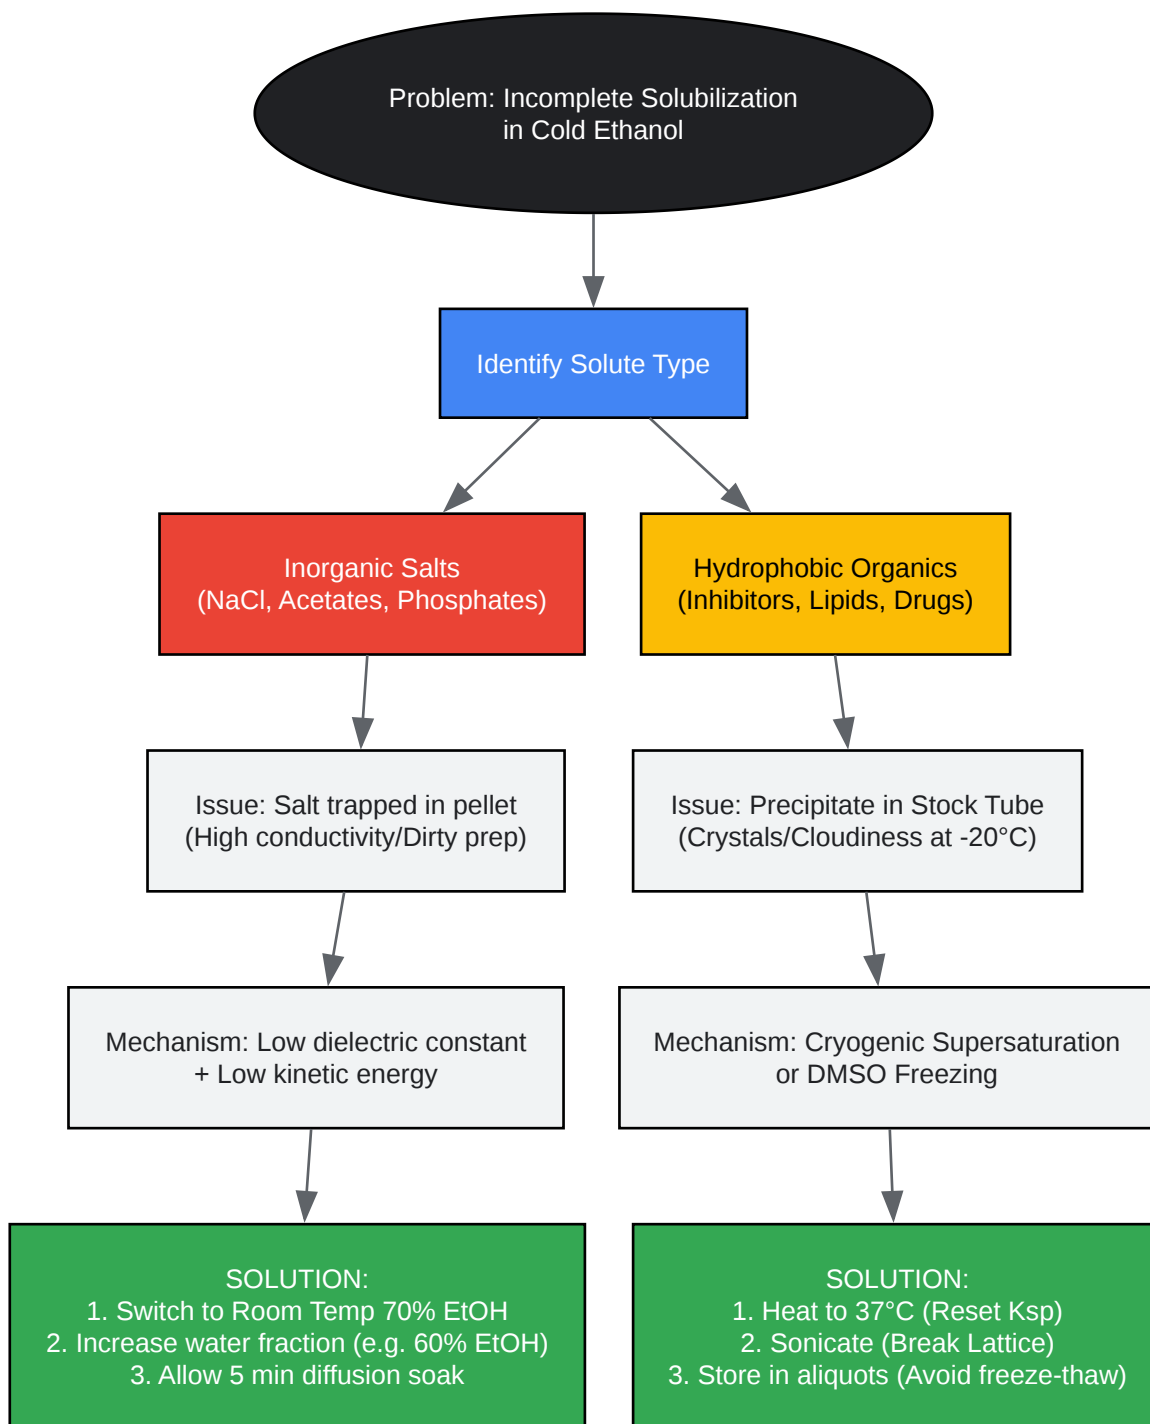 Problem: Incomplete Solubilization
in Cold Ethanol
Identify Solute Type
Inorganic Salts
(NaCl, Acetates, Phosphates)
Hydrophobic Organics
(Inhibitors, Lipids, Drugs)
Issue: Salt trapped in pellet
(High conductivity/Dirty prep)
Issue: Precipitate in Stock Tube
(Crystals/Cloudiness at -20°C)
Mechanism: Low dielectric constant
+ Low kinetic energy
Mechanism: Cryogenic Supersaturation
or DMSO Freezing
SOLUTION:
1. Switch to Room Temp 70% EtOH
2. Increase water fraction (e.g. 60% EtOH)
3. Allow 5 min diffusion soak
SOLUTION:
1. Heat to 37°C (Reset Ksp)
2. Sonicate (Break Lattice)
3. Store in aliquots (Avoid freeze-thaw)